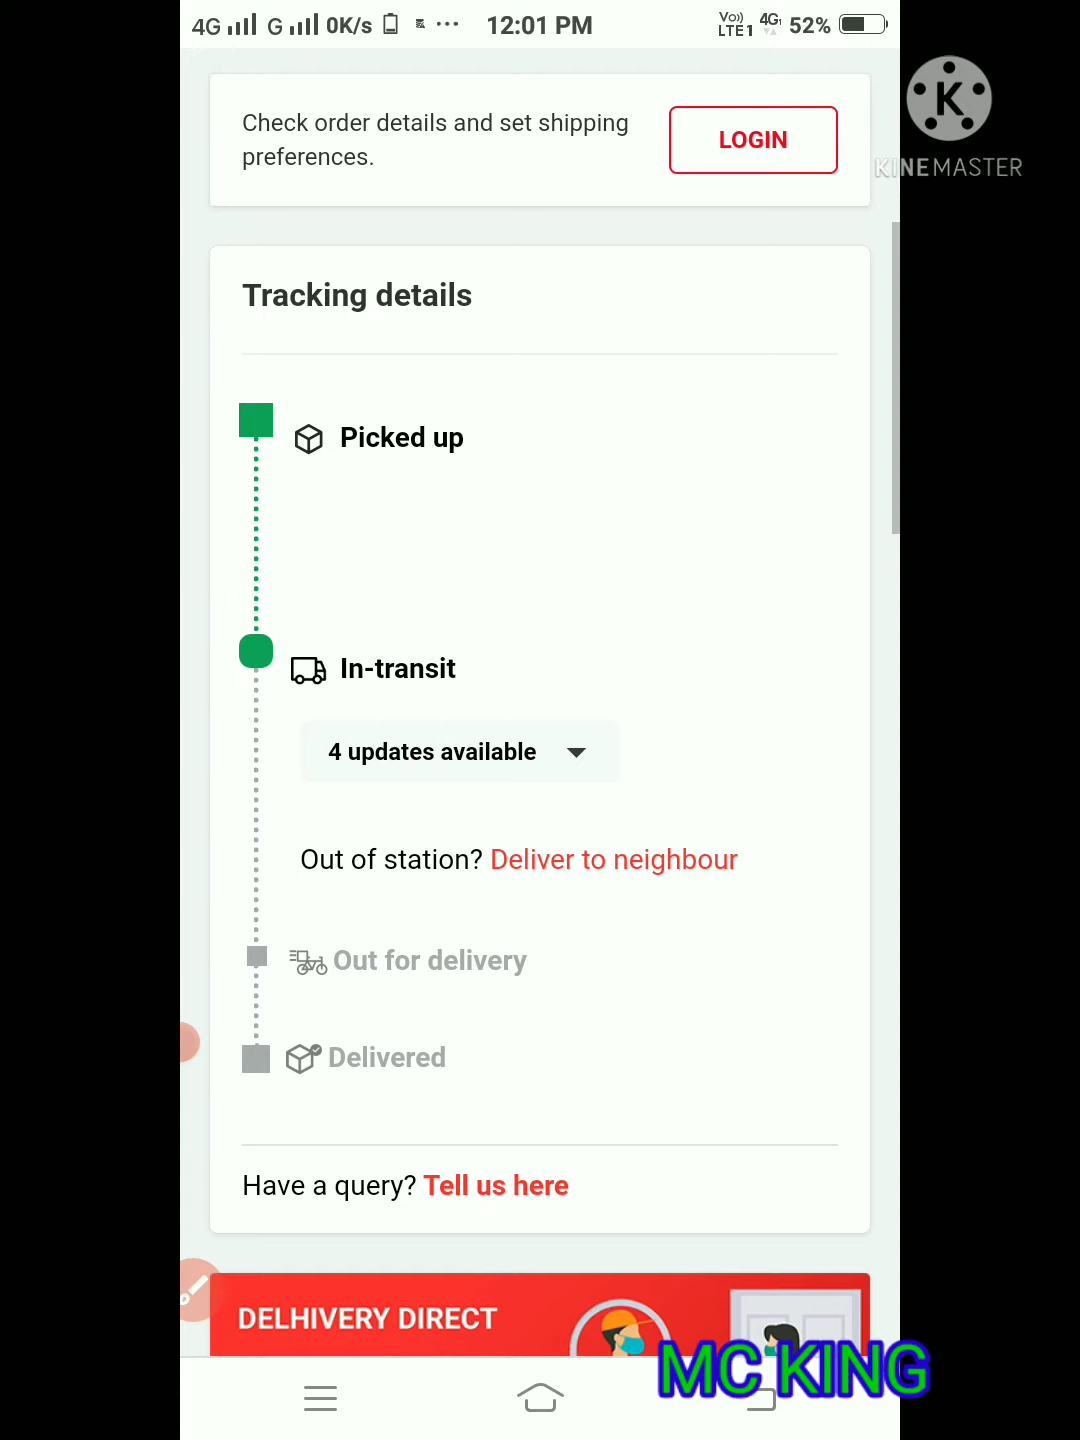 4G G 0K/s ... 12:01 PM Vo)) LTE1 4G 52%
Check order details and set shipping
preferences.
LOGIN
K
KINEMASTER
Tracking details
Picked up
In-transit
4 updates available
Out of station? Deliver to neighbour
Out for delivery
Delivered
Have a query? Tell us here
DELHIVERY DIRECT
MC KING